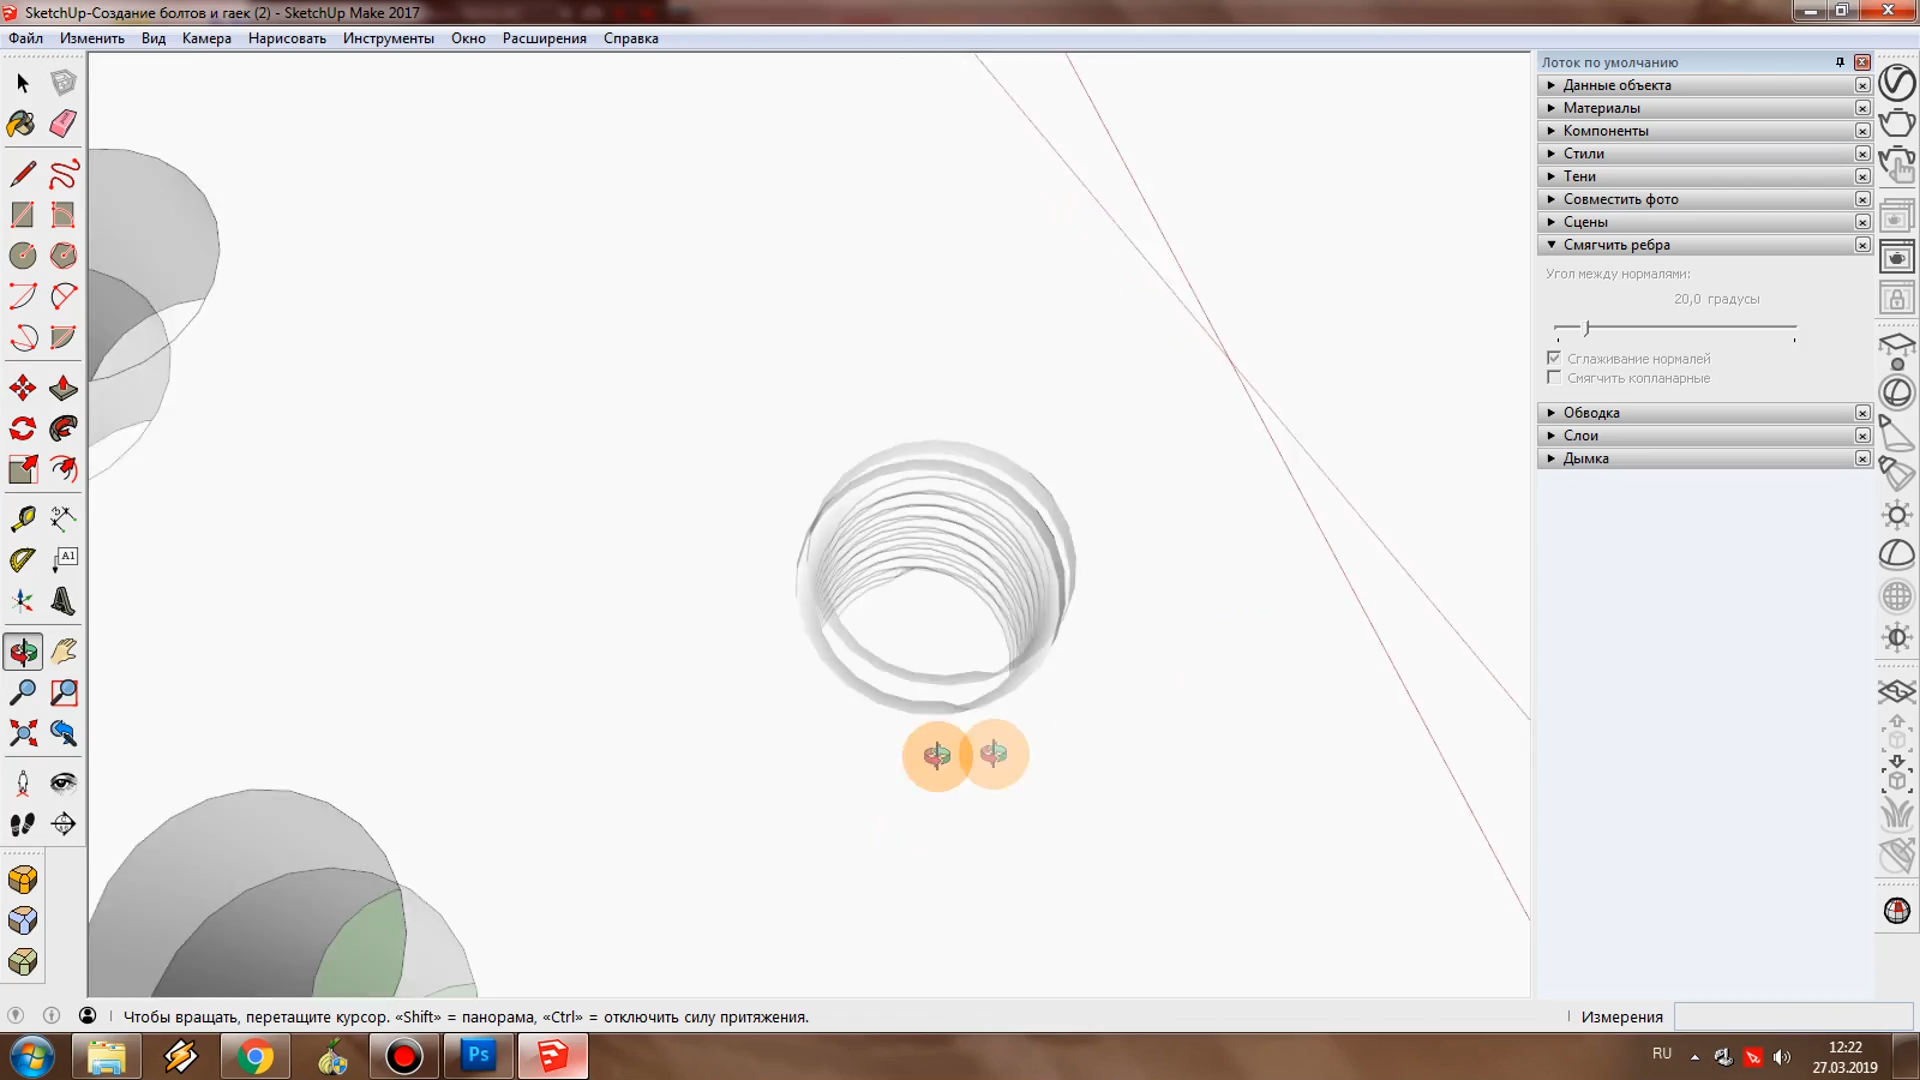 SketchUp-Создание болтов и гаек (2) - SketchUp Make 2017
Файл Изменить Вид Камера Нарисовать Инструменты Окно Расширения Справка
Лоток по умолчанию
Данные объекта
Материалы
Компоненты
Стили
Тени
Совместить фото
Сцены
Смягчить ребра
Угол между нормалями:
20,0 градусы
Сглаживание нормалей
Смягчить копланарные
Обводка
Слои
Дымка
A1
Чтобы вращать, перетащите курсор. «Shift» = панорама, «Ctrl» = отключить силу притяжения.
Измерения
Ps
RU
12:22
27.03.2019